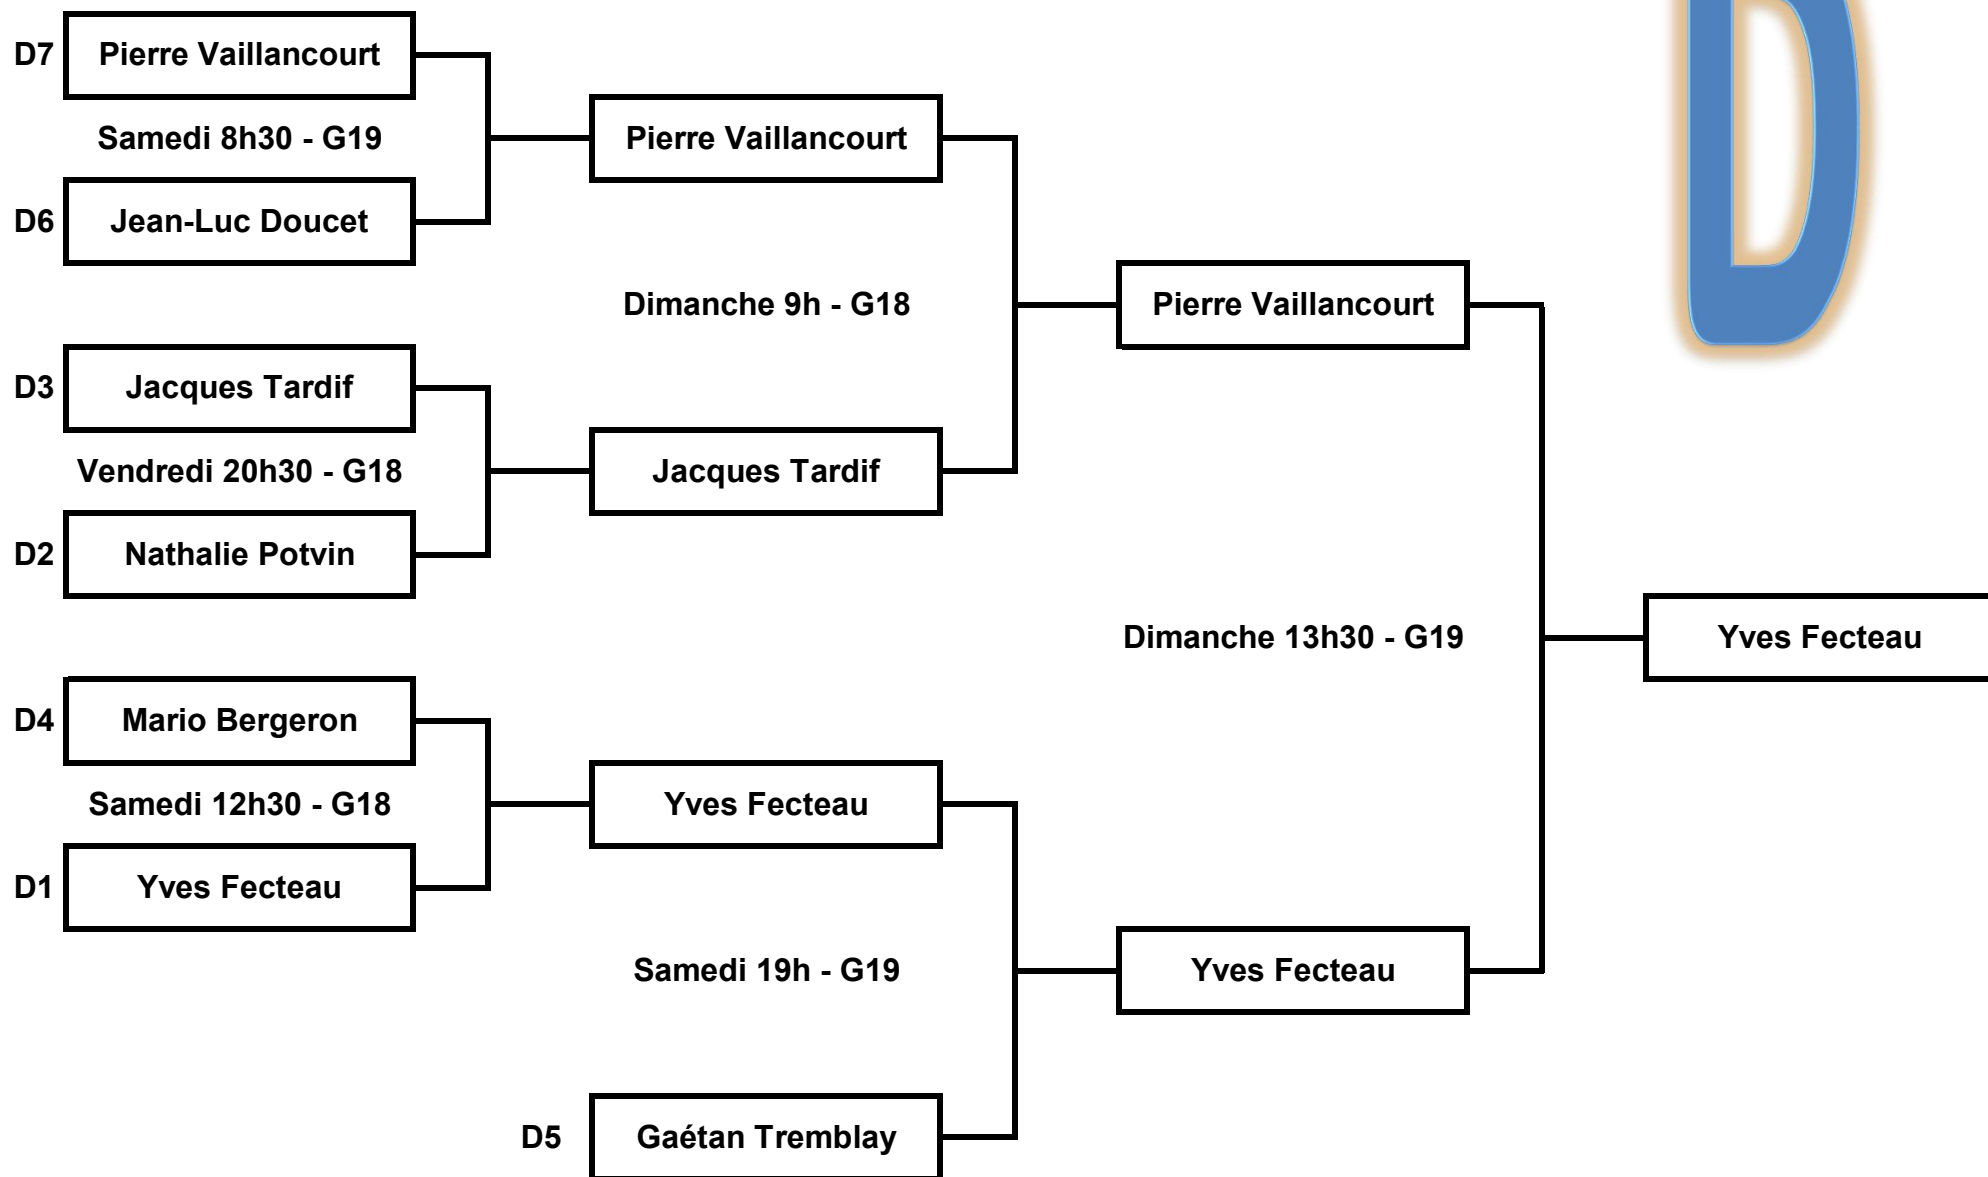 D
D7 Pierre Vaillancourt
Samedi 8h30 - G19
Pierre Vaillancourt
D6 Jean-Luc Doucet
Dimanche 9h - G18
Pierre Vaillancourt
D3 Jacques Tardif
Vendredi 20h30 - G18
Jacques Tardif
D2 Nathalie Potvin
Dimanche 13h30 - G19
Yves Fecteau
D4 Mario Bergeron
Samedi 12h30 - G18
Yves Fecteau
D1 Yves Fecteau
Samedi 19h - G19
Yves Fecteau
D5 Gaétan Tremblay